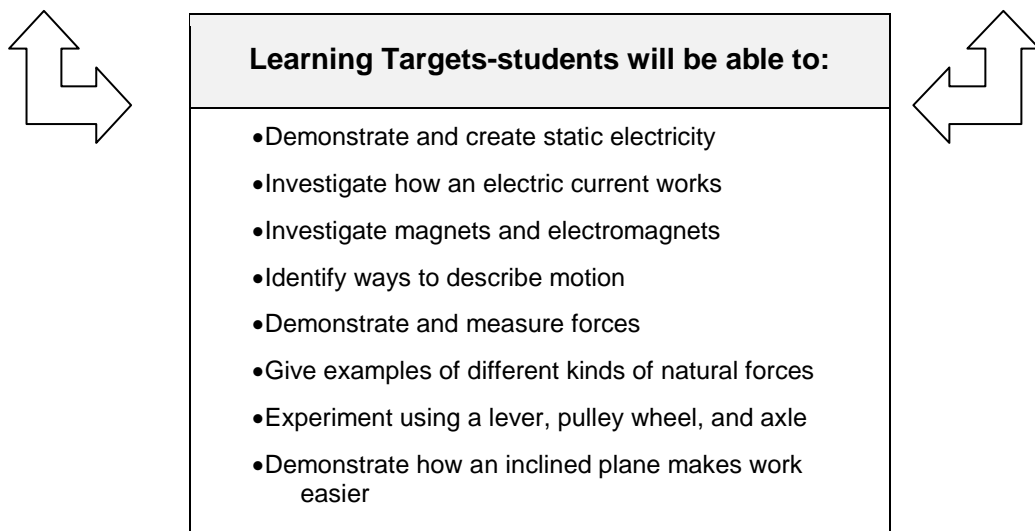 Learning Targets-students will be able to:
•Demonstrate and create static electricity
•Investigate how an electric current works
•Investigate magnets and electromagnets
•Identify ways to describe motion
•Demonstrate and measure forces
•Give examples of different kinds of natural forces
•Experiment using a lever, pulley wheel, and axle
•Demonstrate how an inclined plane makes work
easier